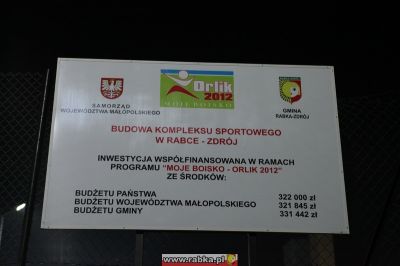 Orlik
2012
MOJE BOISKO
SAMORZĄD
WOJEWÓDZTWA MAŁOPOLSKIEGO
GMINA
RABKA-ZDRÓJ
BUDOWA KOMPLEKSU SPORTOWEGO
W RABCE - ZDRÓJ
INWESTYCJA WSPÓŁFINANSOWANA W RAMACH
PROGRAMU "MOJE BOISKO - ORLIK 2012"
ZE ŚRODKÓW:
BUDŻETU PAŃSTWA 322 000 zł
BUDŻETU WOJEWÓDZTWA MAŁOPOLSKIEGO 321 845 zł
BUDŻETU GMINY 331 442 zł
www.rabka.pl